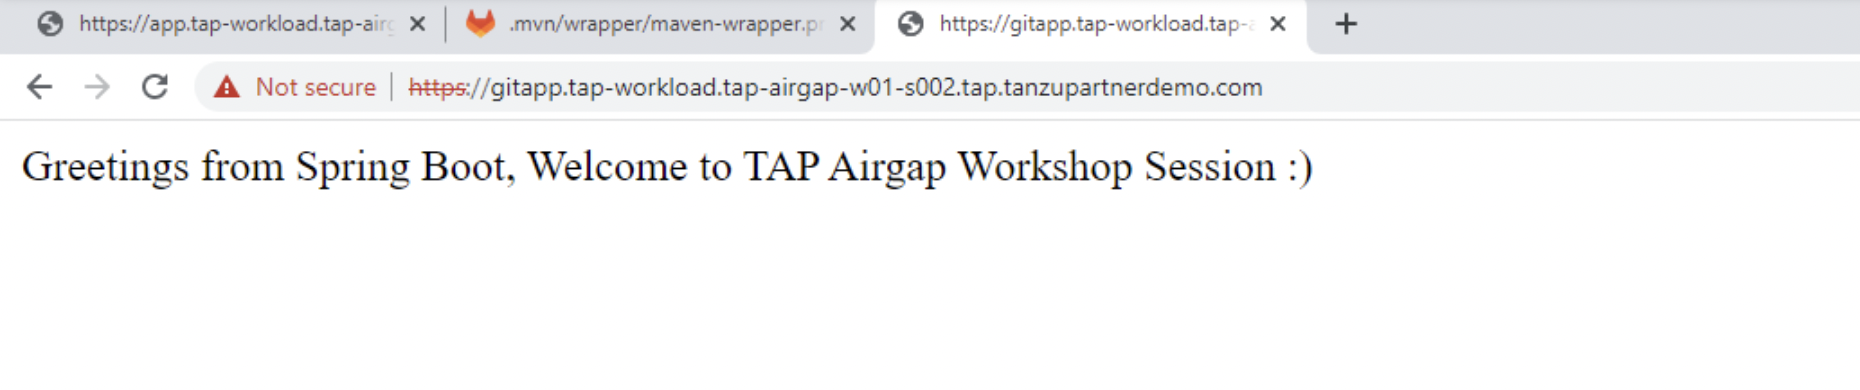 https://app.tap-workload.tap-airg
.mvn/wrapper/maven-wrapper.pr
https://gitapp.tap-workload.tap-a
Not secure https://gitapp.tap-workload.tap-airgap-w01-s002.tap.tanzupartnerdemo.com
Greetings from Spring Boot, Welcome to TAP Airgap Workshop Session :)